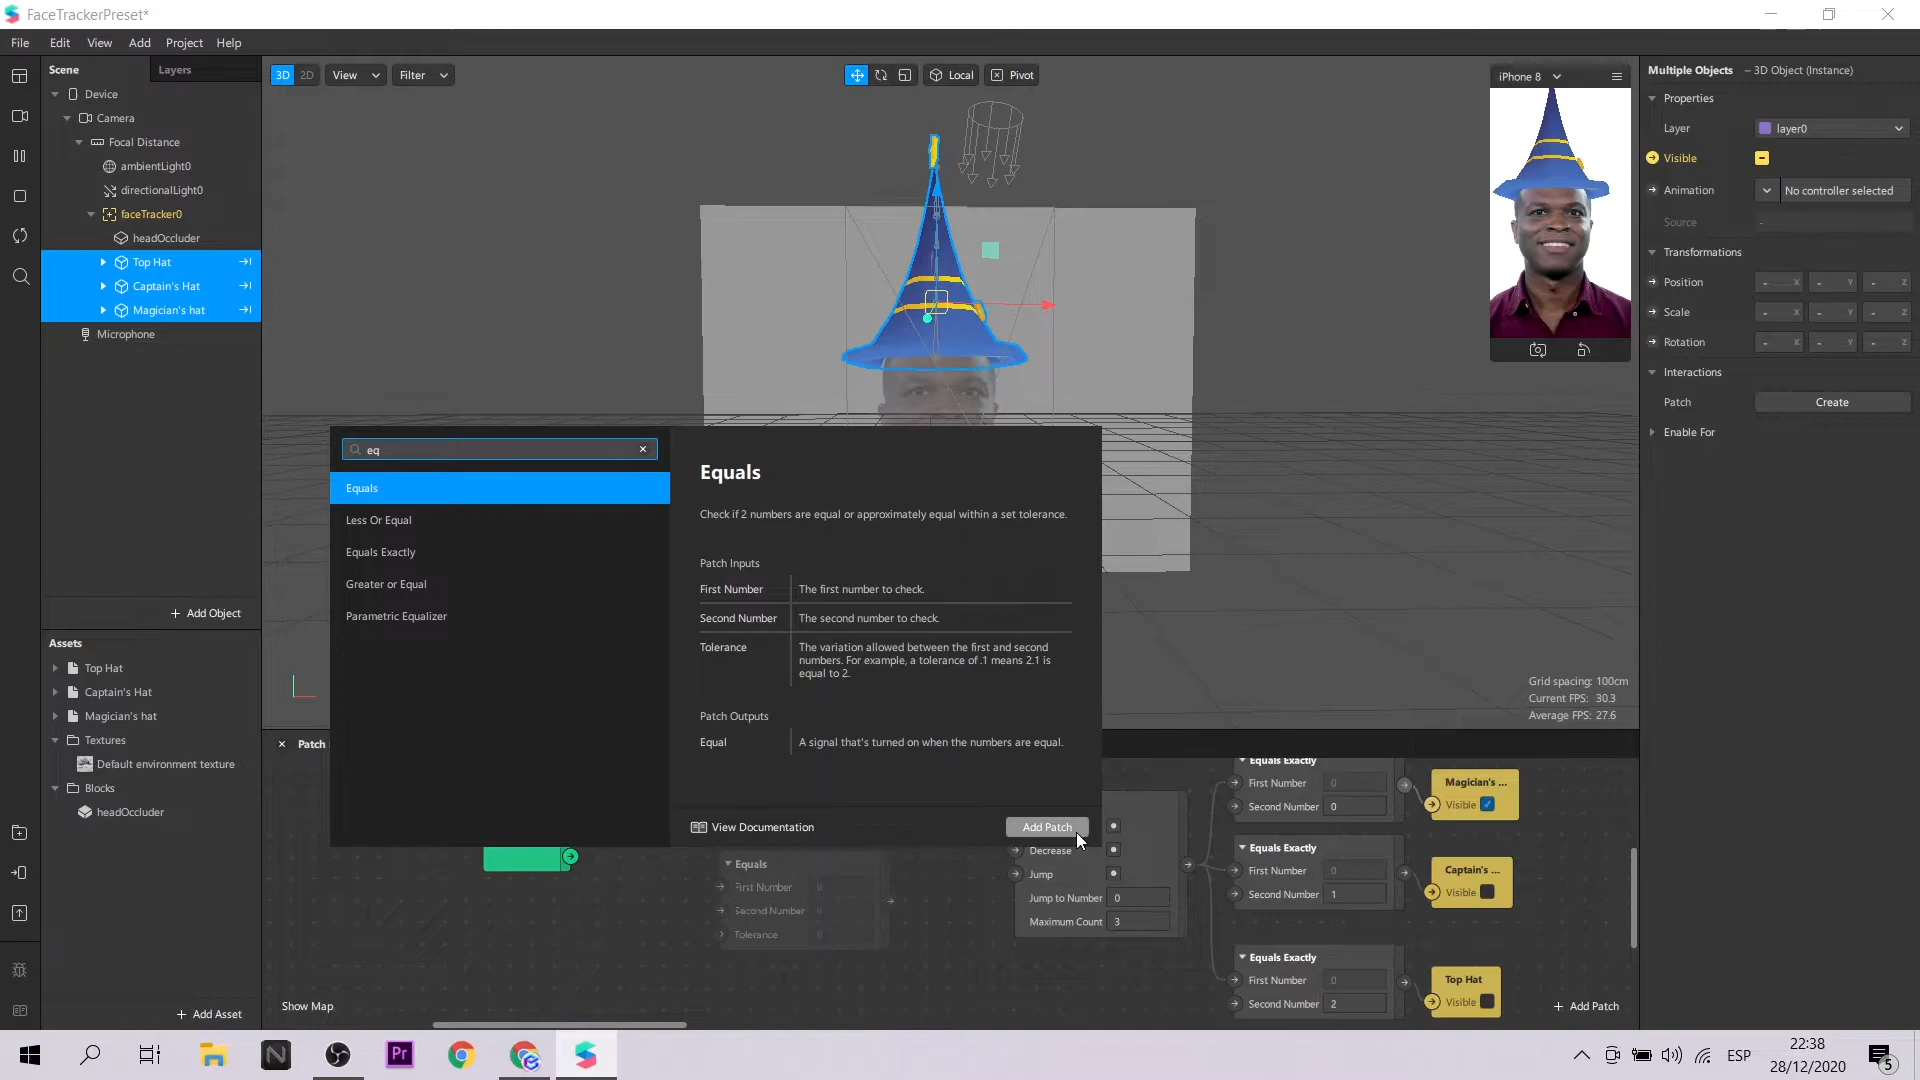 FaceTrackerPreset*
File Edit View Add Project Help
Scene Layers
Device
Camera
Focal Distance
ambientLight0
directionalLight0
faceTracker0
headOccluder
Top Hat
Captain's Hat
Magician's hat
Microphone
+ Add Object
Assets
Top Hat
Captain's Hat
Magician's hat
Textures
Default environment texture
Blocks
headOccluder
+ Add Asset
3D 2D View Filter
Local Pivot
iPhone 8
Grid spacing: 100cm
Current FPS: 30.3
Average FPS: 27.6
Multiple Objects – 3D Object (Instance)
Properties
Layer layer0
Visible
Animation No controller selected
Source -
Transformations
Position - X - Y - Z
Scale - X - Y - Z
Rotation - X - Y - Z
Interactions
Patch Create
Enable For
eq
Equals
Less Or Equal
Equals Exactly
Greater or Equal
Parametric Equalizer
Equals
Check if 2 numbers are equal or approximately equal within a set tolerance.
Patch Inputs
First Number The first number to check.
Second Number The second number to check.
Tolerance The variation allowed between the first and second
numbers. For example, a tolerance of .1 means 2.1 is
equal to 2.
Patch Outputs
Equal A signal that's turned on when the numbers are equal.
View Documentation Add Patch
Patch
Equals
First Number 0
Second Number 0
Tolerance 0
Decrease
Jump
Jump to Number 0
Maximum Count 3
Equals Exactly
First Number 0
Second Number 0
Magician's ...
Visible
Equals Exactly
First Number 0
Second Number 1
Captain's ...
Visible
Equals Exactly
First Number 0
Second Number 2
Top Hat
Visible
Show Map
+ Add Patch
N Pr ESP
22:38
28/12/2020
5